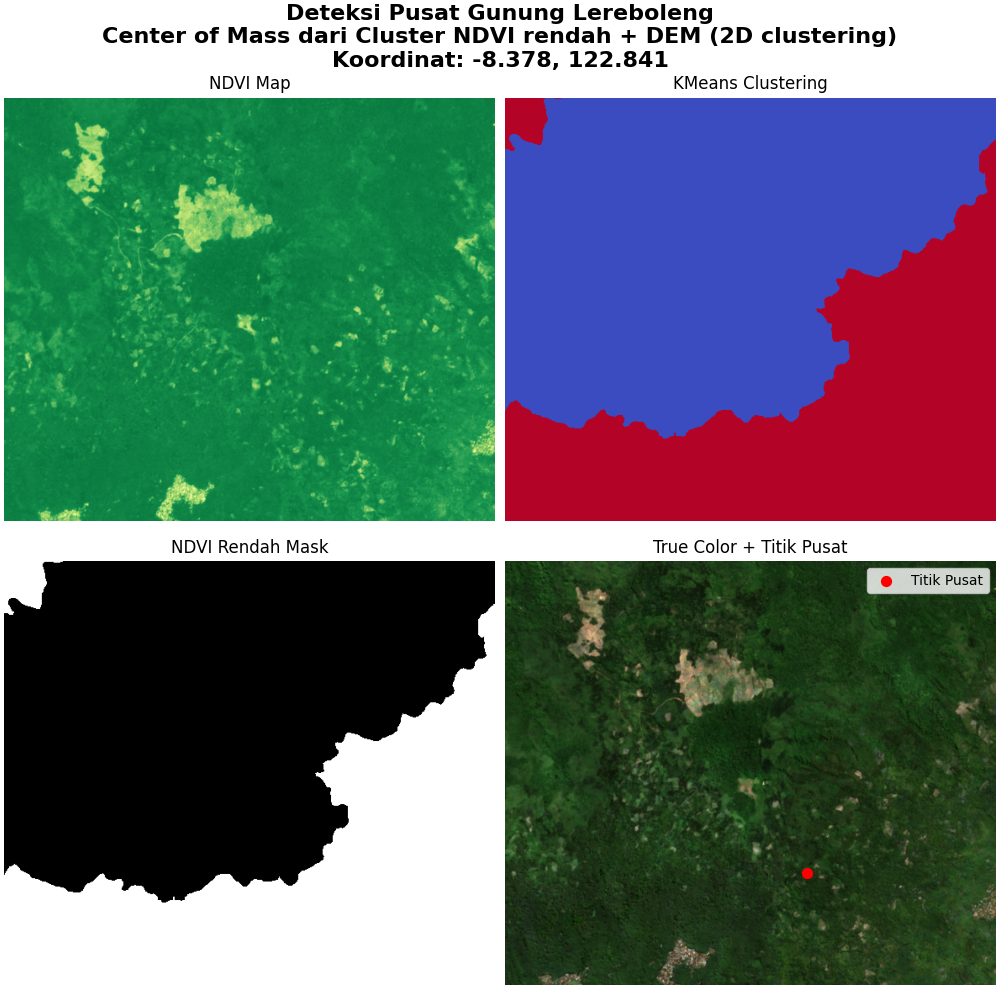 Deteksi Pusat Gunung Lereboleng
Center of Mass dari Cluster NDVI rendah + DEM (2D clustering)
Koordinat: -8.378, 122.841
NDVI Map
KMeans Clustering
NDVI Rendah Mask
True Color + Titik Pusat
Titik Pusat